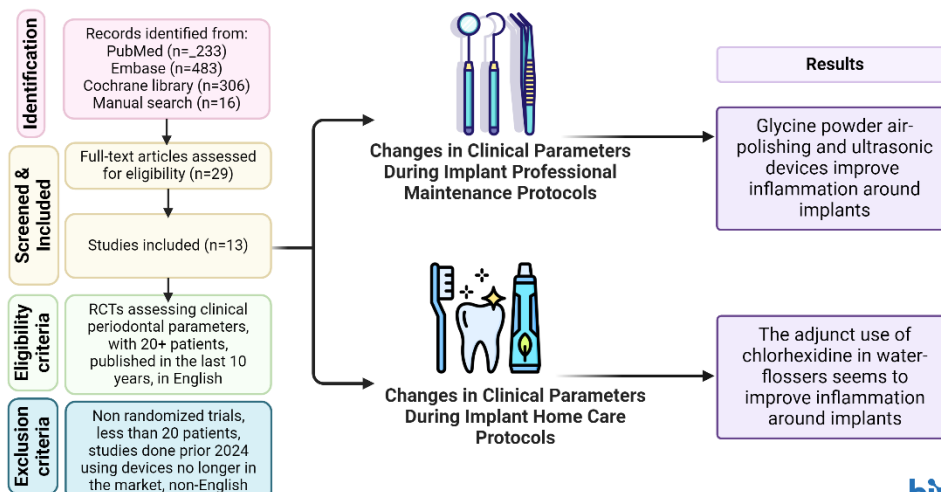 Identification
Records identified from:
PubMed (n=_233)
Embase (n=483)
Cochrane library (n=306)
Manual search (n=16)
Screened &
Included
Full-text articles assessed
for eligibility (n=29)
Studies included (n=13)
Eligibility
criteria
RCTs assessing clinical
periodontal parameters,
with 20+ patients,
published in the last 10
years, in English
Exclusion
criteria
Non randomized trials,
less than 20 patients,
studies done prior 2024
using devices no longer in
the market, non-English
Changes in Clinical Parameters
During Implant Professional
Maintenance Protocols
Changes in Clinical Parameters
During Implant Home Care
Protocols
Results
Glycine powder air-
polishing and ultrasonic
devices improve
inflammation around
implants
The adjunct use of
chlorhexidine in water-
flossers seems to
improve inflammation
around implants